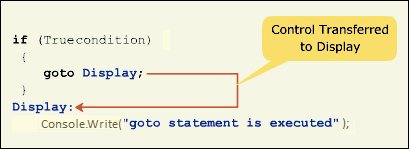 if (Truecondition)
{
goto Display;
}
Display:
Console.Write("goto statement is executed");
Control Transferred
to Display